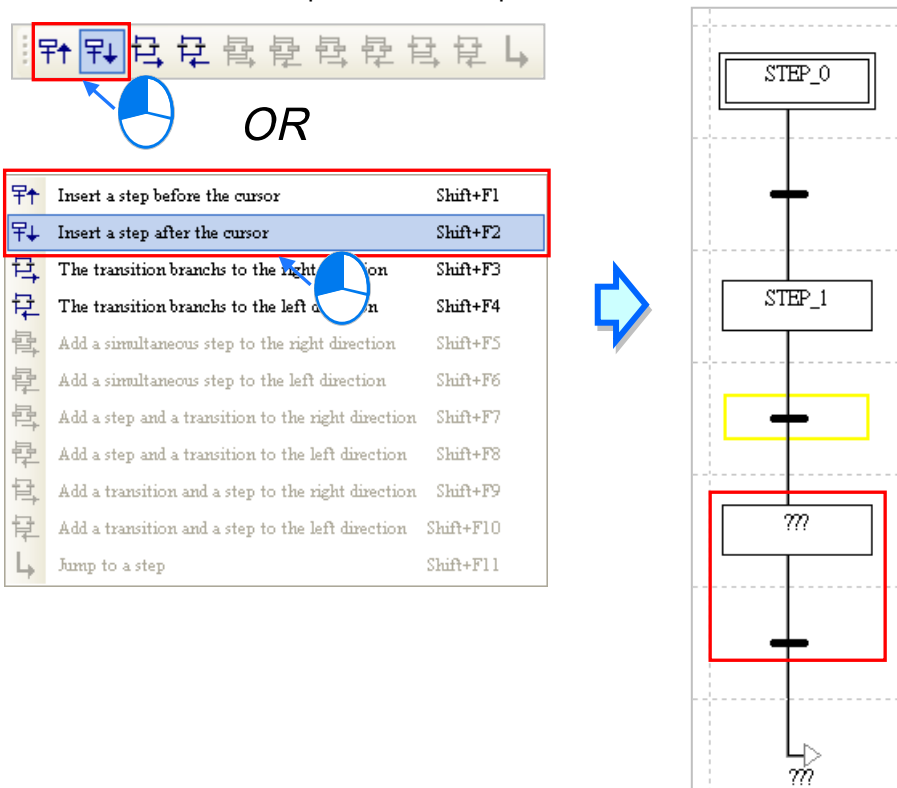 OR
Insert a step before the cursor Shift+F1
Insert a step after the cursor Shift+F2
The transition branchs to the right Shift+F3
The transition branchs to the left Shift+F4
Add a simultaneous step to the right direction Shift+F5
Add a simultaneous step to the left direction Shift+F6
Add a step and a transition to the right direction Shift+F7
Add a step and a transition to the left direction Shift+F8
Add a transition and a step to the right direction Shift+F9
Add a transition and a step to the left direction Shift+F10
Jump to a step Shift+F11
STEP_0
STEP_1
???
???